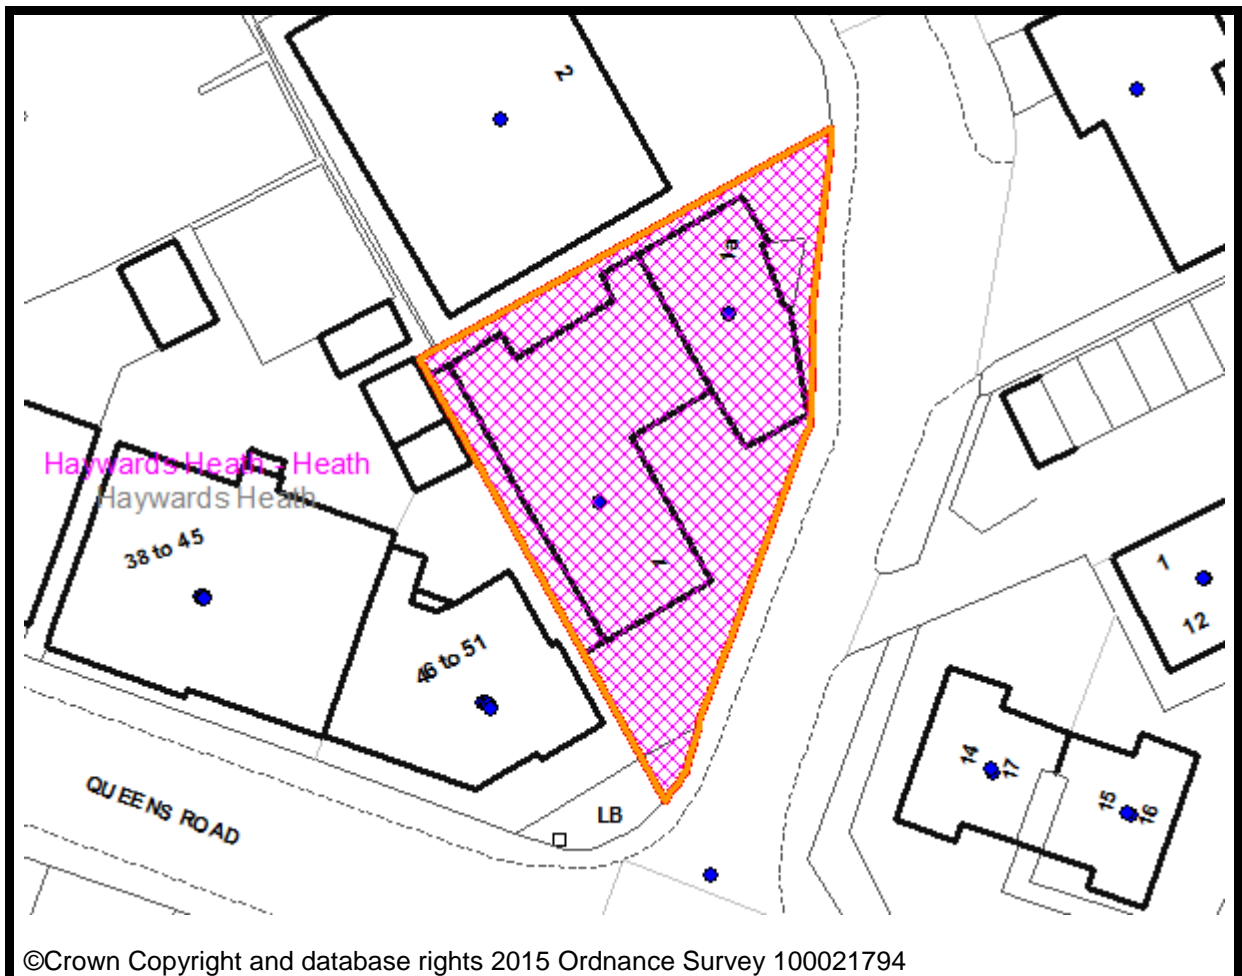 2
1a
Haywards Heath - Heath
Haywards Heath
38 to 45
1
1
12
46 to 51
14
17
15
16
QUEENS ROAD
LB
©Crown Copyright and database rights 2015 Ordnance Survey 100021794